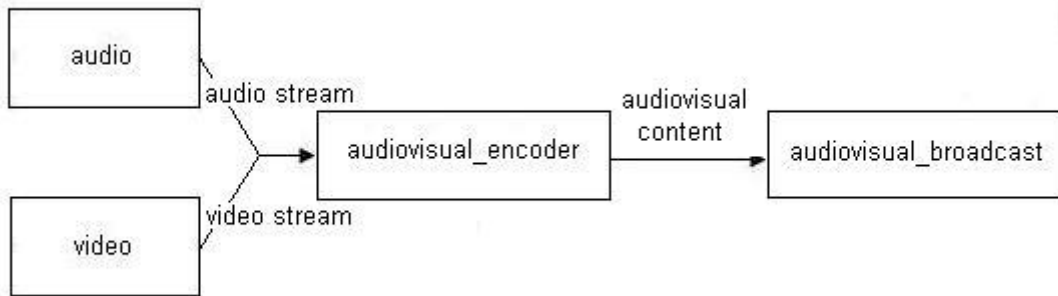 audio
audio stream
audiovisual
content
audiovisual_encoder
audiovisual_broadcast
video stream
video